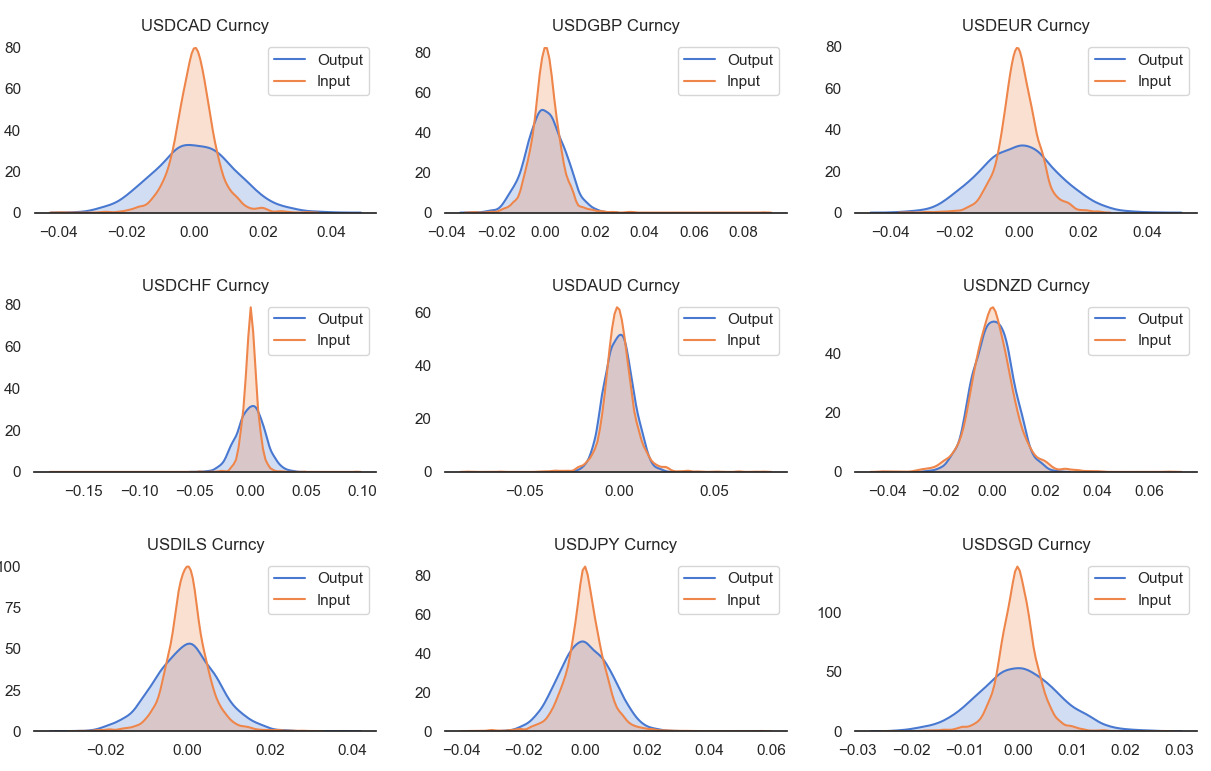 USDCAD Curncy
80
60
40
20
0
−0.04 −0.02 0.00 0.02 0.04
Output
Input
USDGBP Curncy
80
60
40
20
0
−0.04 −0.02 0.00 0.02 0.04 0.06 0.08
Output
Input
USDEUR Curncy
80
60
40
20
0
−0.04 −0.02 0.00 0.02 0.04
Output
Input
USDCHF Curncy
80
60
40
20
0
−0.15 −0.10 −0.05 0.00 0.05 0.10
Output
Input
USDAUD Curncy
60
40
20
0
−0.05 0.00 0.05
Output
Input
USDNZD Curncy
40
20
0
−0.04 −0.02 0.00 0.02 0.04 0.06
Output
Input
USDILS Curncy
100
75
50
25
0
−0.02 0.00 0.02 0.04
Output
Input
USDJPY Curncy
80
60
40
20
0
−0.04 −0.02 0.00 0.02 0.04 0.06
Output
Input
USDSGD Curncy
100
50
0
−0.03 −0.02 −0.01 0.00 0.01 0.02 0.03
Output
Input